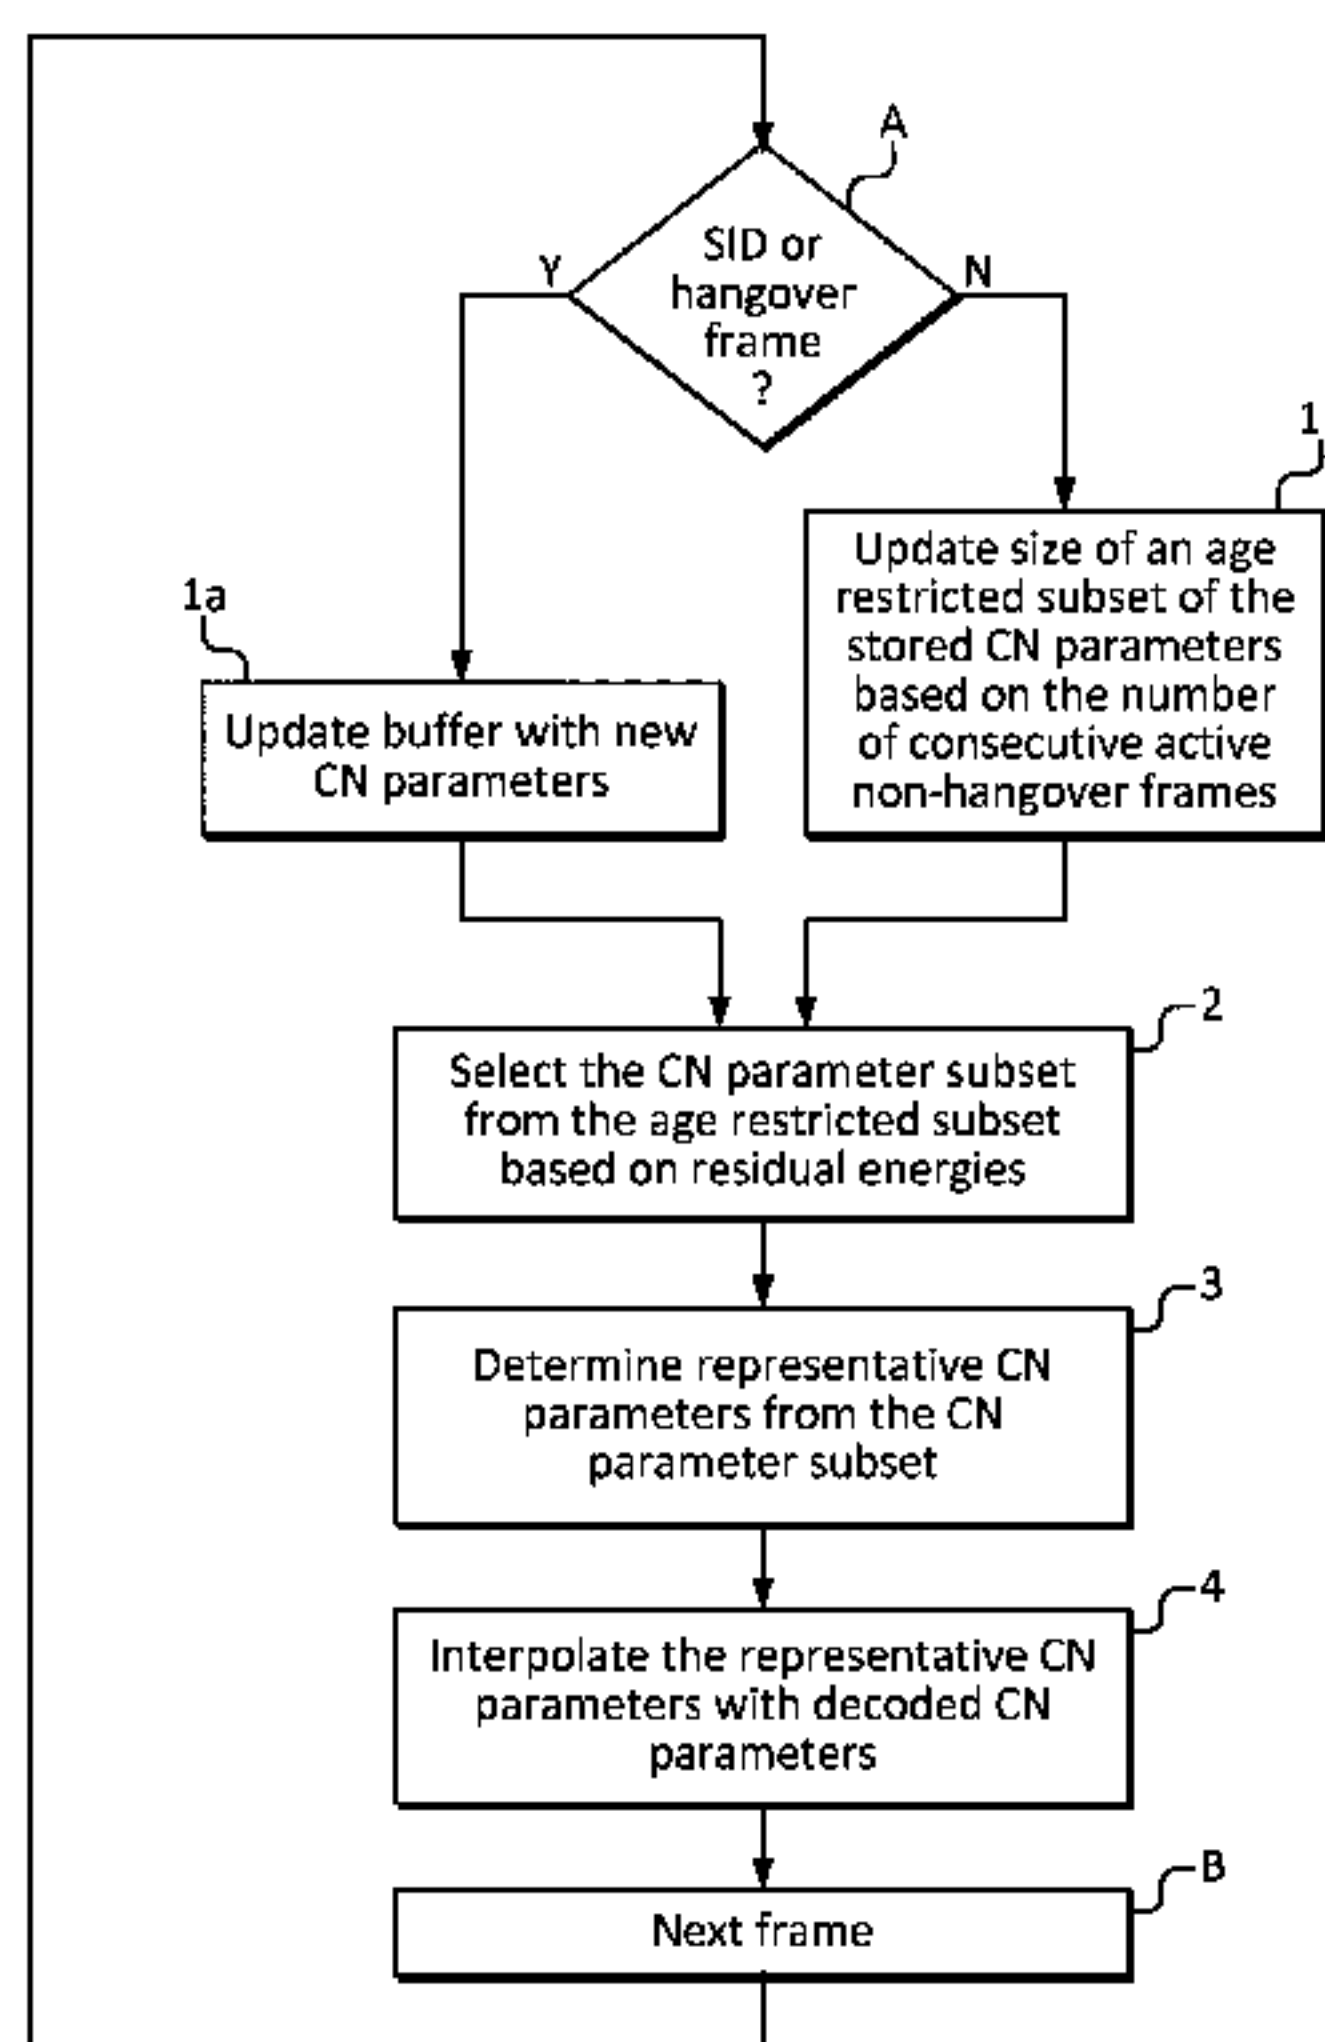 A
SID or
hangover
frame
?
Y
N
1
Update size of an age
restricted subset of the
stored CN parameters
based on the number
of consecutive active
non-hangover frames
1a
Update buffer with new
CN parameters
2
Select the CN parameter subset
from the age restricted subset
based on residual energies
3
Determine representative CN
parameters from the CN
parameter subset
4
Interpolate the representative CN
parameters with decoded CN
parameters
B
Next frame